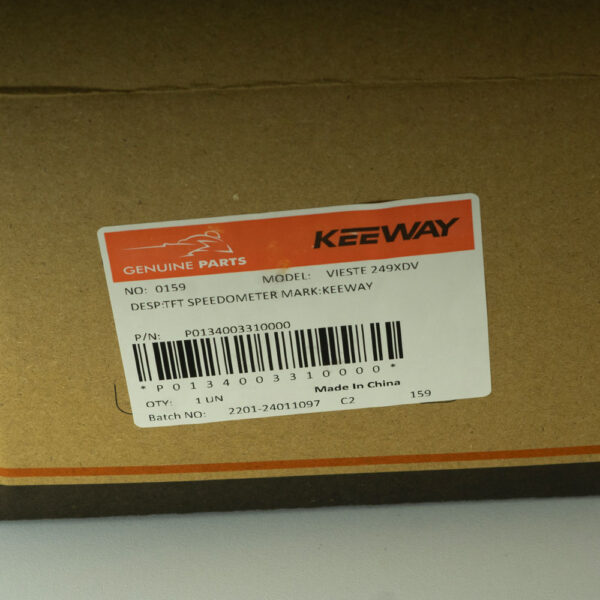 GENUINE PARTS
KEEWAY
NO: 0159 MODEL: VIESTE 249XDV
DESP:TFT SPEEDOMETER MARK:KEEWAY
P/N: P0134003310000
*P0134003310000*
QTY: 1 UN Made In China
Batch NO: 2201-24011097 C2 159